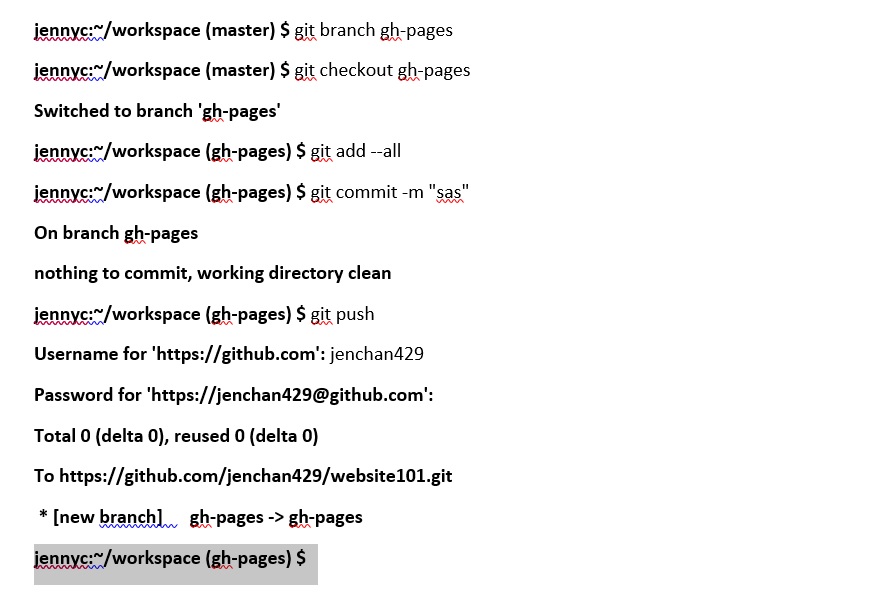 jennyc:~/workspace (master) $ git branch gh-pages
jennyc:~/workspace (master) $ git checkout gh-pages
Switched to branch 'gh-pages'
jennyc:~/workspace (gh-pages) $ git add --all
jennyc:~/workspace (gh-pages) $ git commit -m "sas"
On branch gh-pages
nothing to commit, working directory clean
jennyc:~/workspace (gh-pages) $ git push
Username for 'https://github.com': jenchan429
Password for 'https://jenchan429@github.com':
Total 0 (delta 0), reused 0 (delta 0)
To https://github.com/jenchan429/website101.git
* [new branch]    gh-pages -> gh-pages
jennyc:~/workspace (gh-pages) $